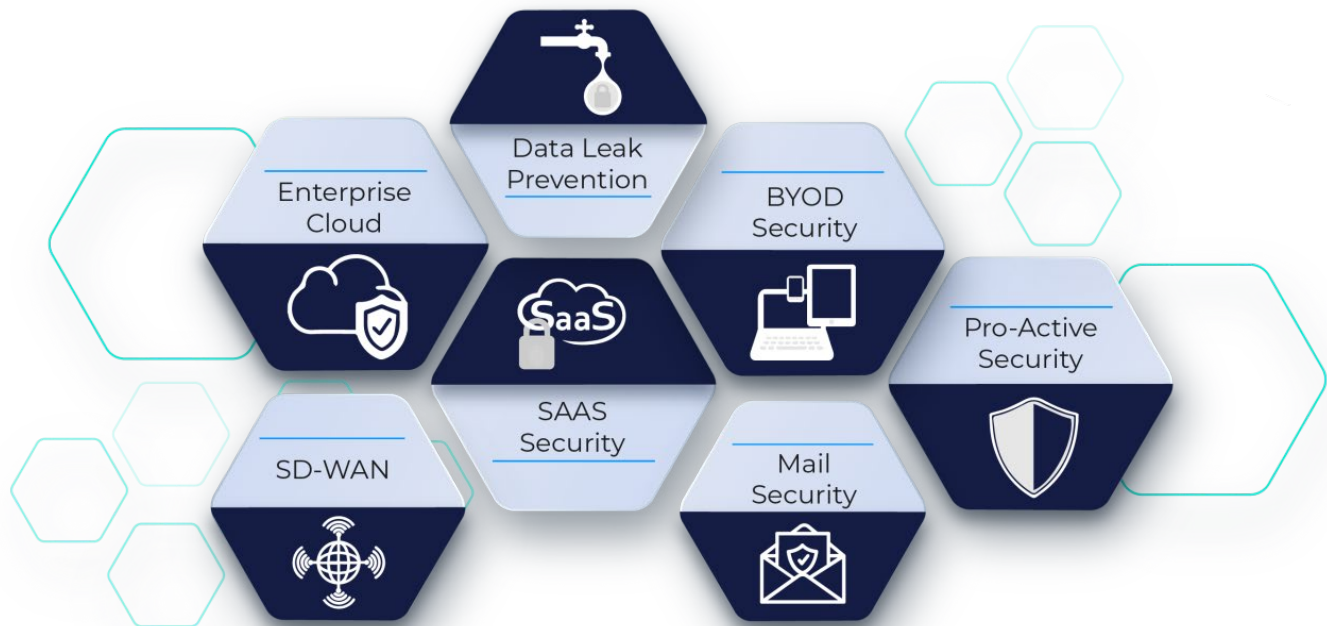 Data Leak
Prevention
Enterprise
Cloud
BYOD
Security
SaaS
SAAS
Security
Pro-Active
Security
SD-WAN
Mail
Security